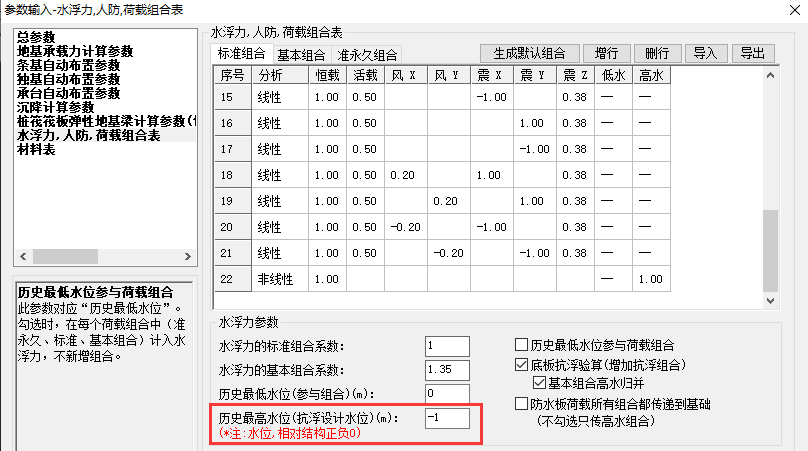 参数输入-水浮力,人防,荷载组合表
总参数
地基承载力计算参数
条基自动布置参数
独基自动布置参数
承台自动布置参数
沉降计算参数
桩筏筏板弹性地基梁计算参数(
水浮力,人防,荷载组合表
材料表
历史最低水位参与荷载组合
此参数对应“历史最低水位”。
勾选时，在每个荷载组合中（准
永久、标准、基本组合）计入水
浮力，不新增组合。
水浮力,人防,荷载组合表
标准组合 基本组合 准永久组合 生成默认组合 增行 删行 导入 导出
序号 分析 恒载 活载 风 X 风 Y 震 X 震 Y 震 Z 低水 高水
15 线性 1.00 0.50 -1.00 0.38 — —
16 线性 1.00 0.50 1.00 0.38 — —
17 线性 1.00 0.50 -1.00 0.38 — —
18 线性 1.00 0.50 0.20 1.00 0.38 — —
19 线性 1.00 0.50 0.20 1.00 0.38 — —
20 线性 1.00 0.50 -0.20 -1.00 0.38 — —
21 线性 1.00 0.50 -0.20 -1.00 0.38 — —
22 非线性 1.00 — 1.00
水浮力参数
水浮力的标准组合系数: 1
水浮力的基本组合系数: 1.35
历史最低水位(参与组合)(m): 0
历史最高水位(抗浮设计水位)(m): -1
(*注:水位,相对结构正负0)
历史最低水位参与荷载组合
底板抗浮验算(增加抗浮组合)
基本组合高水归并
防水板荷载所有组合都传递到基础
(不勾选只传高水组合)